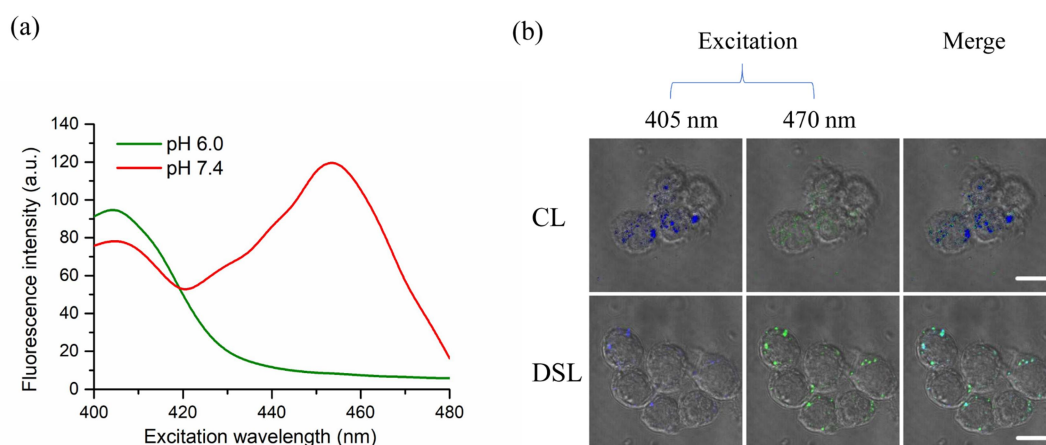 (a)
140
120
100
80
60
40
20
0
Fluorescence intensity (a.u.)
pH 6.0
pH 7.4
400
420
440
460
480
Excitation wavelength (nm)
(b)
Excitation
Merge
405 nm
470 nm
CL
DSL